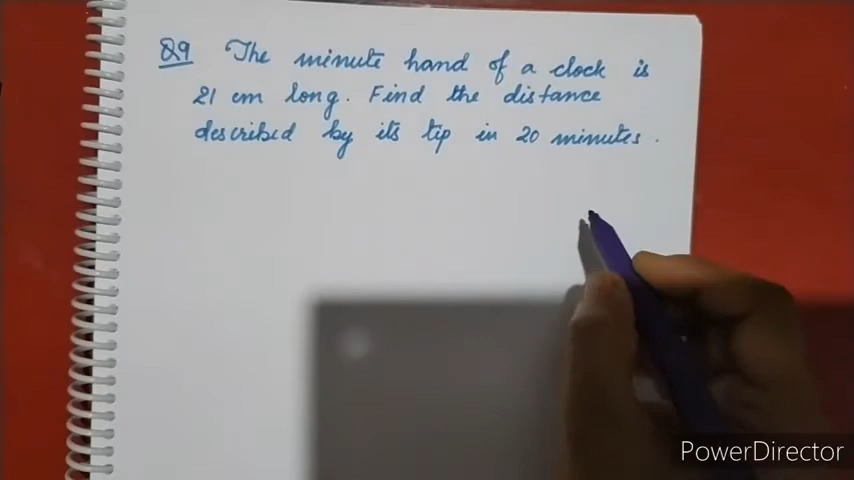 Q9 The minute hand of a clock is
21 cm long. Find the distance
described by its tip in 20 minutes.
PowerDirector